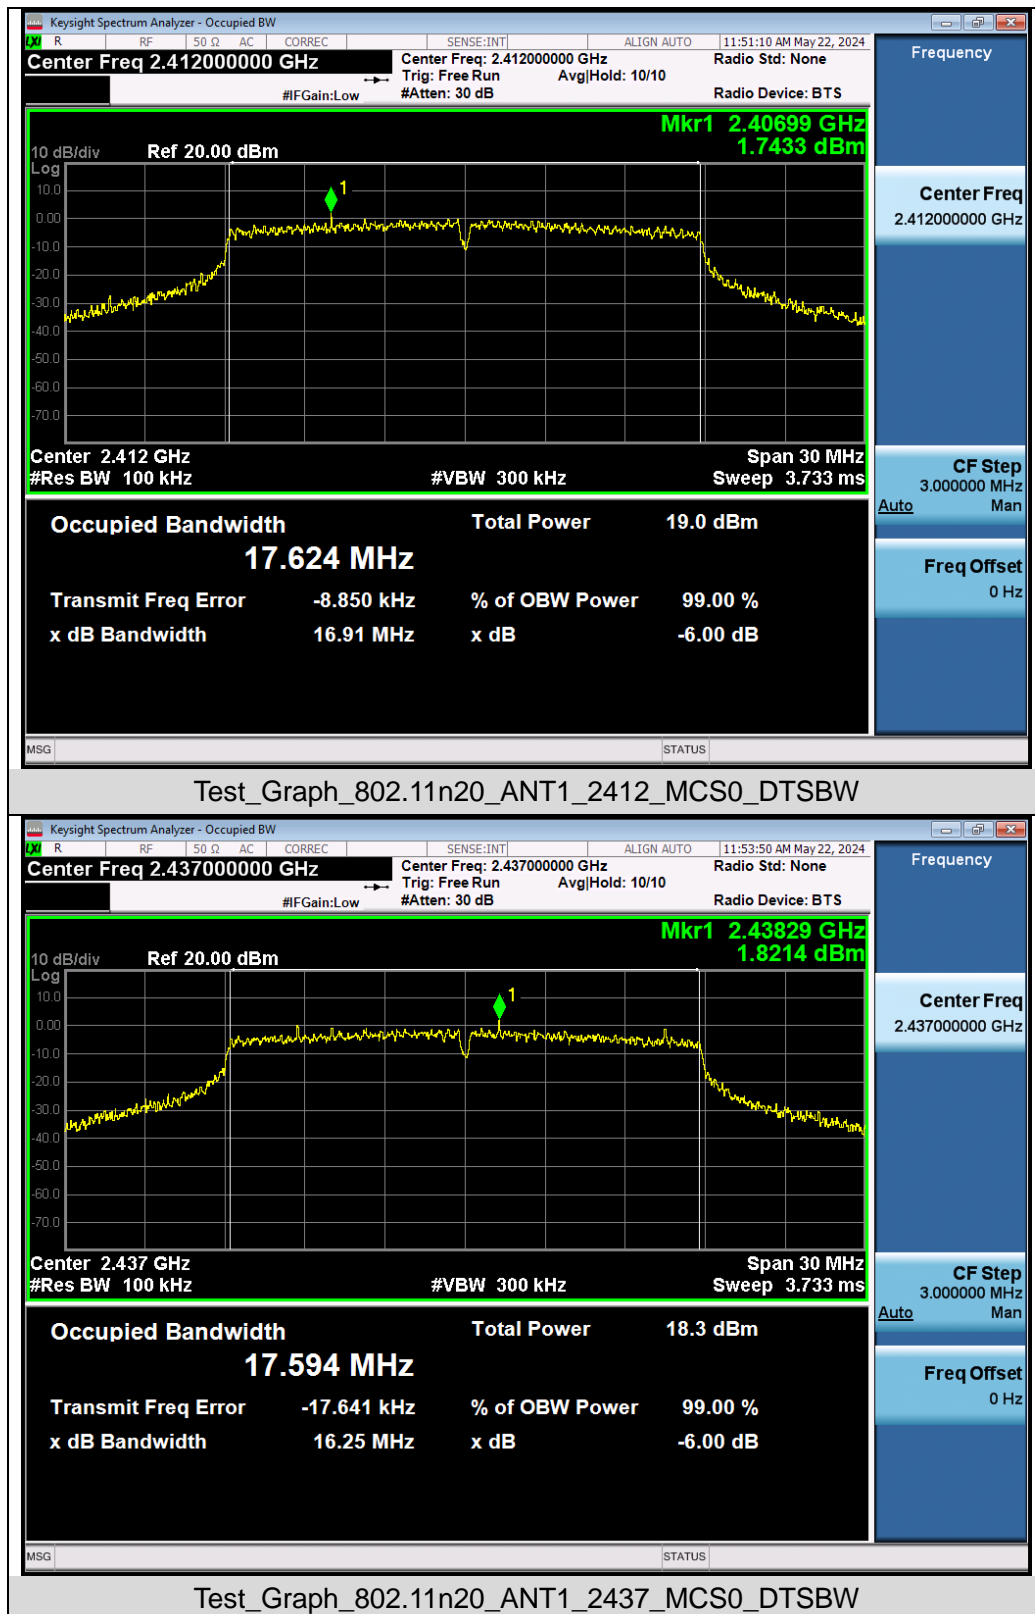 Keysight Spectrum Analyzer - Occupied BW
LXI R RF 50 Ω AC CORREC SENSE:INT ALIGN AUTO 11:51:10 AM May 22, 2024
Center Freq 2.412000000 GHz
Center Freq: 2.412000000 GHz
Radio Std: None
Trig: Free Run Avg|Hold: 10/10
#IFGain:Low #Atten: 30 dB Radio Device: BTS
Frequency
Mkr1 2.40699 GHz
1.7433 dBm
10 dB/div Ref 20.00 dBm
Log
10.0
0.00
-10.0
-20.0
-30.0
-40.0
-50.0
-60.0
-70.0
1
Center Freq
2.412000000 GHz
Center 2.412 GHz Span 30 MHz
#Res BW 100 kHz #VBW 300 kHz Sweep 3.733 ms
CF Step
3.000000 MHz
Auto Man
Occupied Bandwidth Total Power 19.0 dBm
17.624 MHz
Transmit Freq Error -8.850 kHz % of OBW Power 99.00 %
x dB Bandwidth 16.91 MHz x dB -6.00 dB
Freq Offset
0 Hz
MSG STATUS
Test_Graph_802.11n20_ANT1_2412_MCS0_DTSBW
Keysight Spectrum Analyzer - Occupied BW
LXI R RF 50 Ω AC CORREC SENSE:INT ALIGN AUTO 11:53:50 AM May 22, 2024
Center Freq 2.437000000 GHz
Center Freq: 2.437000000 GHz
Radio Std: None
Trig: Free Run Avg|Hold: 10/10
#IFGain:Low #Atten: 30 dB Radio Device: BTS
Frequency
Mkr1 2.43829 GHz
1.8214 dBm
10 dB/div Ref 20.00 dBm
Log
10.0
0.00
-10.0
-20.0
-30.0
-40.0
-50.0
-60.0
-70.0
1
Center Freq
2.437000000 GHz
Center 2.437 GHz Span 30 MHz
#Res BW 100 kHz #VBW 300 kHz Sweep 3.733 ms
CF Step
3.000000 MHz
Auto Man
Occupied Bandwidth Total Power 18.3 dBm
17.594 MHz
Transmit Freq Error -17.641 kHz % of OBW Power 99.00 %
x dB Bandwidth 16.25 MHz x dB -6.00 dB
Freq Offset
0 Hz
MSG STATUS
Test_Graph_802.11n20_ANT1_2437_MCS0_DTSBW